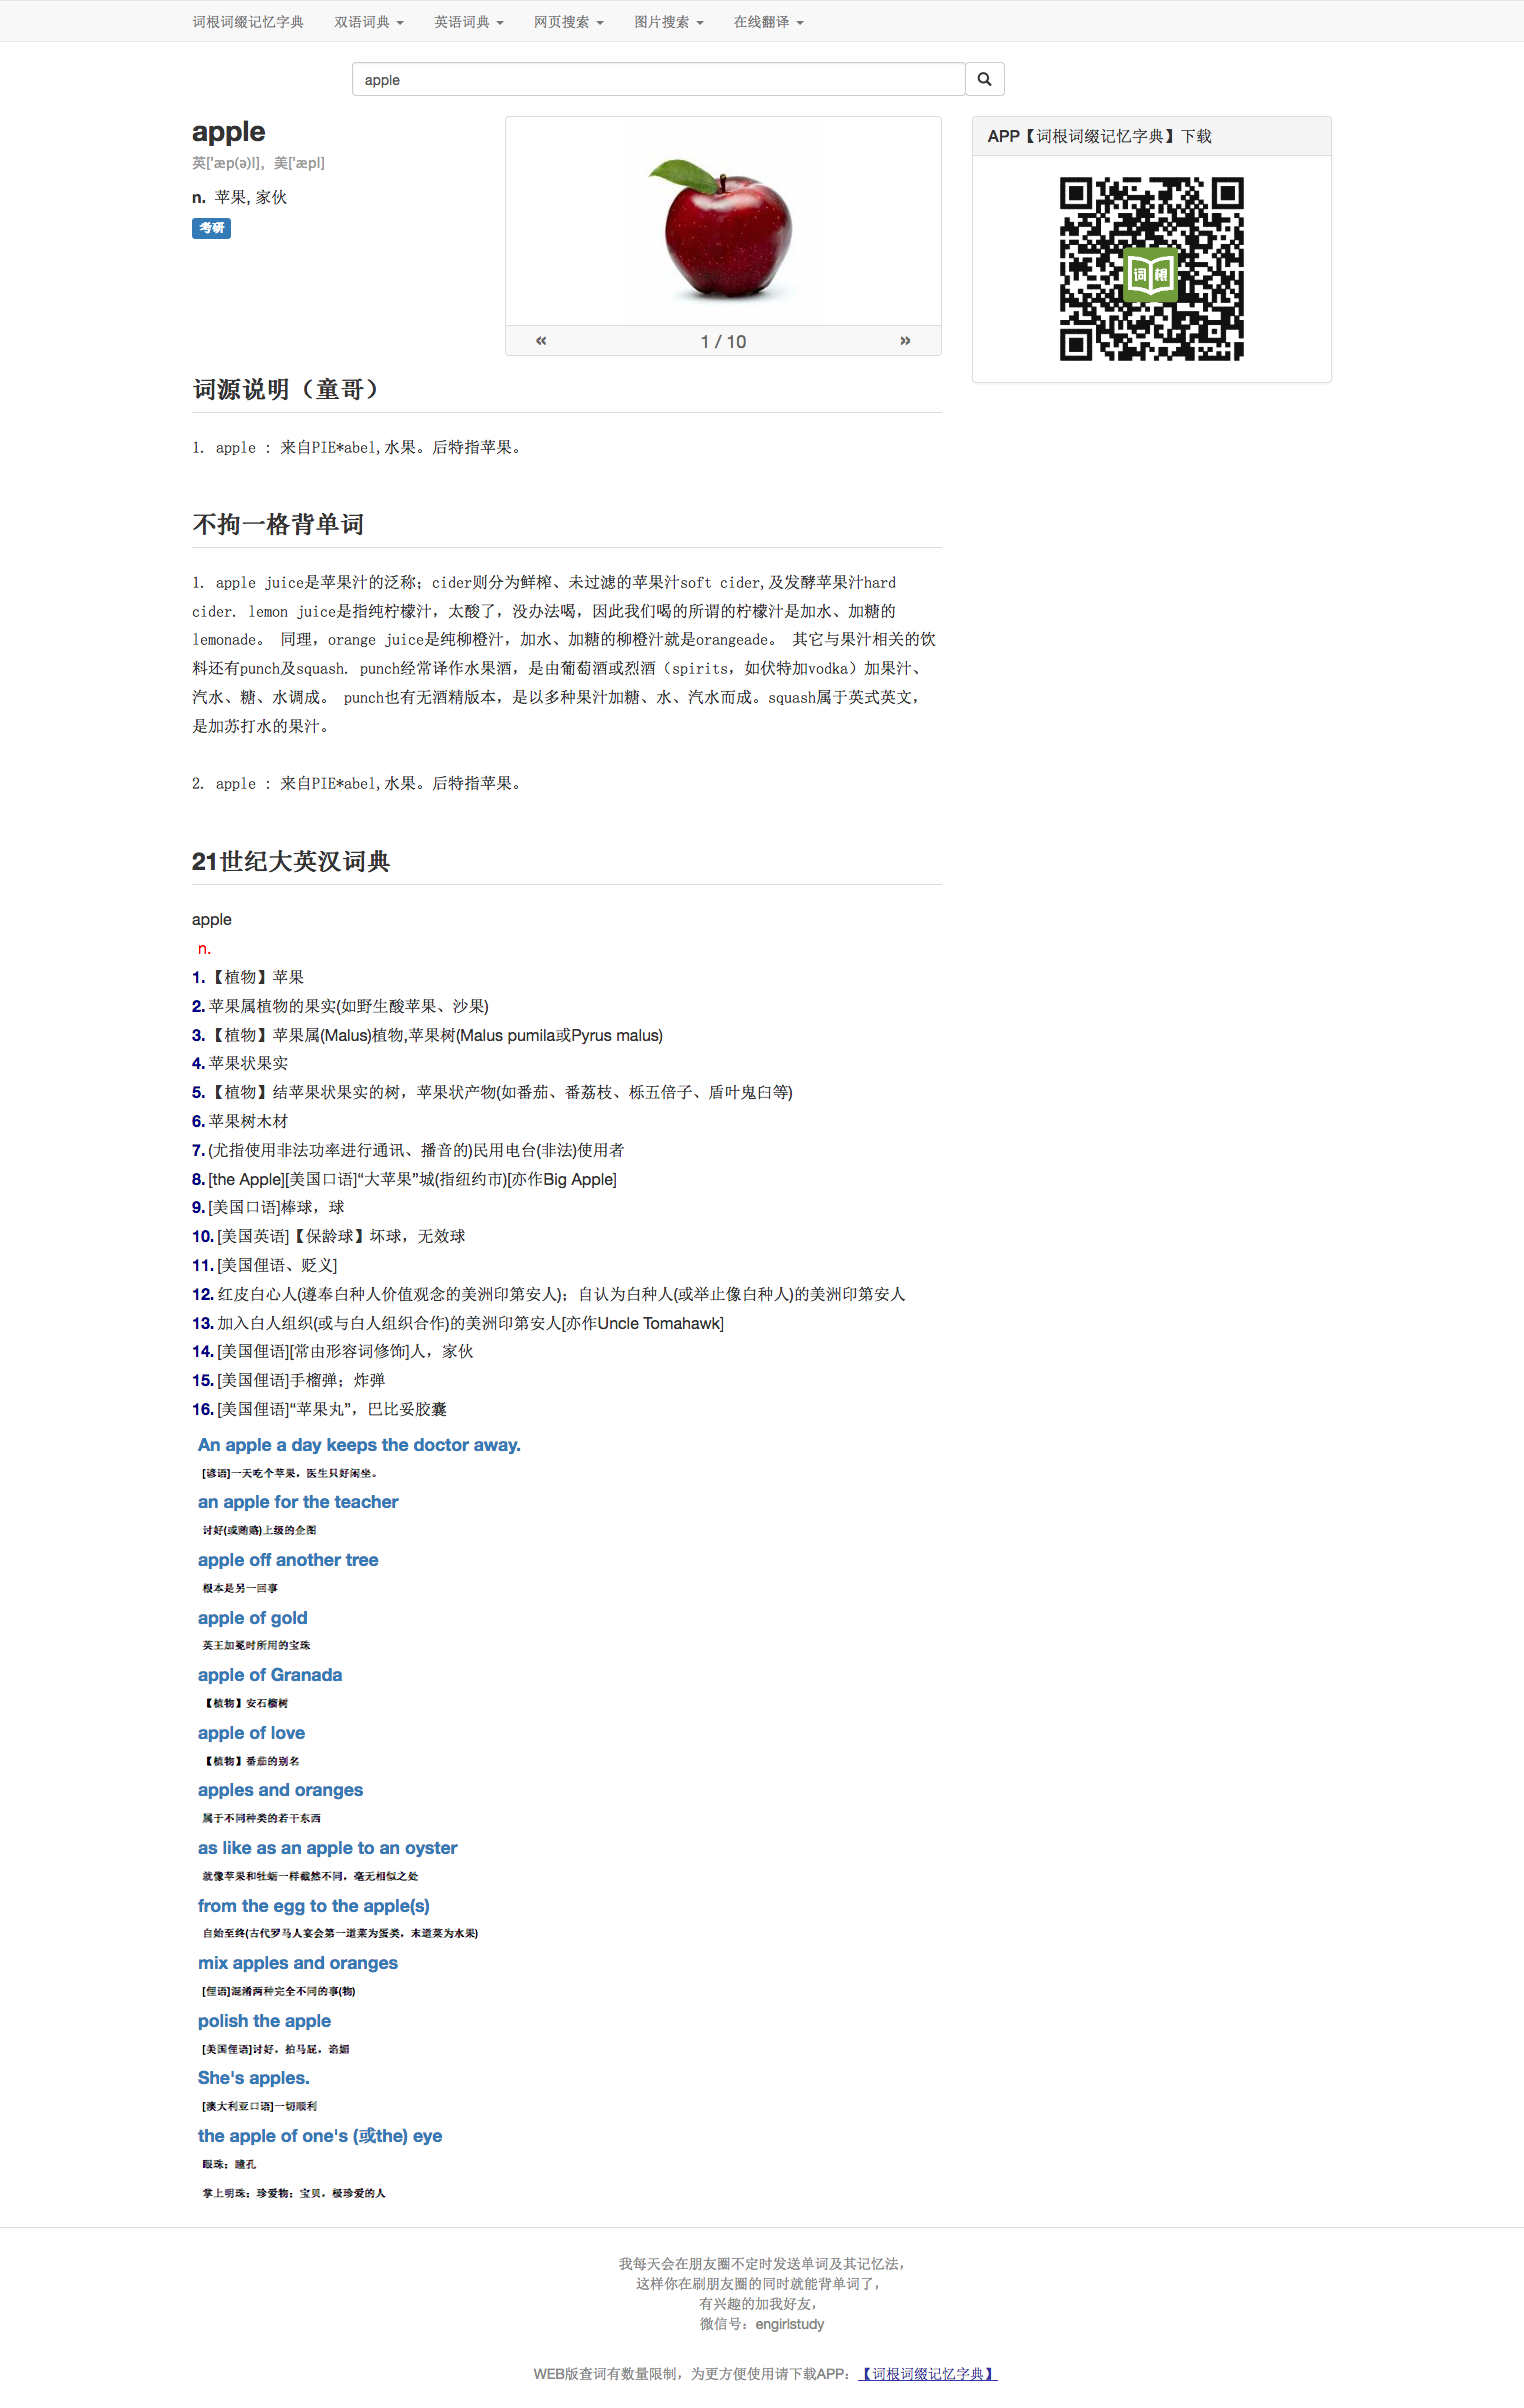 词根词缀记忆字典 双语词典 英语词典 网页搜索 图片搜索 在线翻译
apple
apple
英['æp(ə)l]，美['æpl]
n. 苹果, 家伙
考研
« 1 / 10 »
APP【词根词缀记忆字典】下载
词根
词源说明（童哥）
1. apple : 来自PIE*abel,水果。后特指苹果。
不拘一格背单词
1. apple juice是苹果汁的泛称；cider则分为鲜榨、未过滤的苹果汁soft cider,及发酵苹果汁hard
cider. lemon juice是指纯柠檬汁，太酸了，没办法喝，因此我们喝的所谓的柠檬汁是加水、加糖的
lemonade。 同理，orange juice是纯柳橙汁，加水、加糖的柳橙汁就是orangeade。 其它与果汁相关的饮
料还有punch及squash. punch经常译作水果酒，是由葡萄酒或烈酒（spirits，如伏特加vodka）加果汁、
汽水、糖、水调成。 punch也有无酒精版本，是以多种果汁加糖、水、汽水而成。squash属于英式英文，
是加苏打水的果汁。
2. apple : 来自PIE*abel,水果。后特指苹果。
21世纪大英汉词典
apple
n.
1. 【植物】苹果
2. 苹果属植物的果实(如野生酸苹果、沙果)
3. 【植物】苹果属(Malus)植物,苹果树(Malus pumila或Pyrus malus)
4. 苹果状果实
5. 【植物】结苹果状果实的树，苹果状产物(如番茄、番荔枝、栎五倍子、盾叶鬼臼等)
6. 苹果树木材
7. (尤指使用非法功率进行通讯、播音的)民用电台(非法)使用者
8. [the Apple][美国口语]“大苹果”城(指纽约市)[亦作Big Apple]
9. [美国口语]棒球，球
10. [美国英语]【保龄球】坏球，无效球
11. [美国俚语、贬义]
12. 红皮白心人(遵奉白种人价值观念的美洲印第安人)；自认为白种人(或举止像白种人)的美洲印第安人
13. 加入白人组织(或与白人组织合作)的美洲印第安人[亦作Uncle Tomahawk]
14. [美国俚语][常由形容词修饰]人，家伙
15. [美国俚语]手榴弹；炸弹
16. [美国俚语]“苹果丸”，巴比妥胶囊
An apple a day keeps the doctor away.
[谚语]一天吃个苹果，医生只好闲坐。
an apple for the teacher
讨好(或贿赂)上级的企图
apple off another tree
根本是另一回事
apple of gold
英王加冕时所用的宝珠
apple of Granada
【植物】安石榴树
apple of love
【植物】番茄的别名
apples and oranges
属于不同种类的若干东西
as like as an apple to an oyster
就像苹果和牡蛎一样截然不同，毫无相似之处
from the egg to the apple(s)
自始至终(古代罗马人宴会第一道菜为蛋类，末道菜为水果)
mix apples and oranges
[俚语]混淆两种完全不同的事(物)
polish the apple
[美国俚语]讨好，拍马屁，谄媚
She's apples.
[澳大利亚口语]一切顺利
the apple of one's (或the) eye
眼珠；瞳孔
掌上明珠；珍爱物；宝贝，极珍爱的人
我每天会在朋友圈不定时发送单词及其记忆法，
这样你在刷朋友圈的同时就能背单词了，
有兴趣的加我好友，
微信号：engirlstudy
WEB版查词有数量限制，为更方便使用请下载APP：【词根词缀记忆字典】